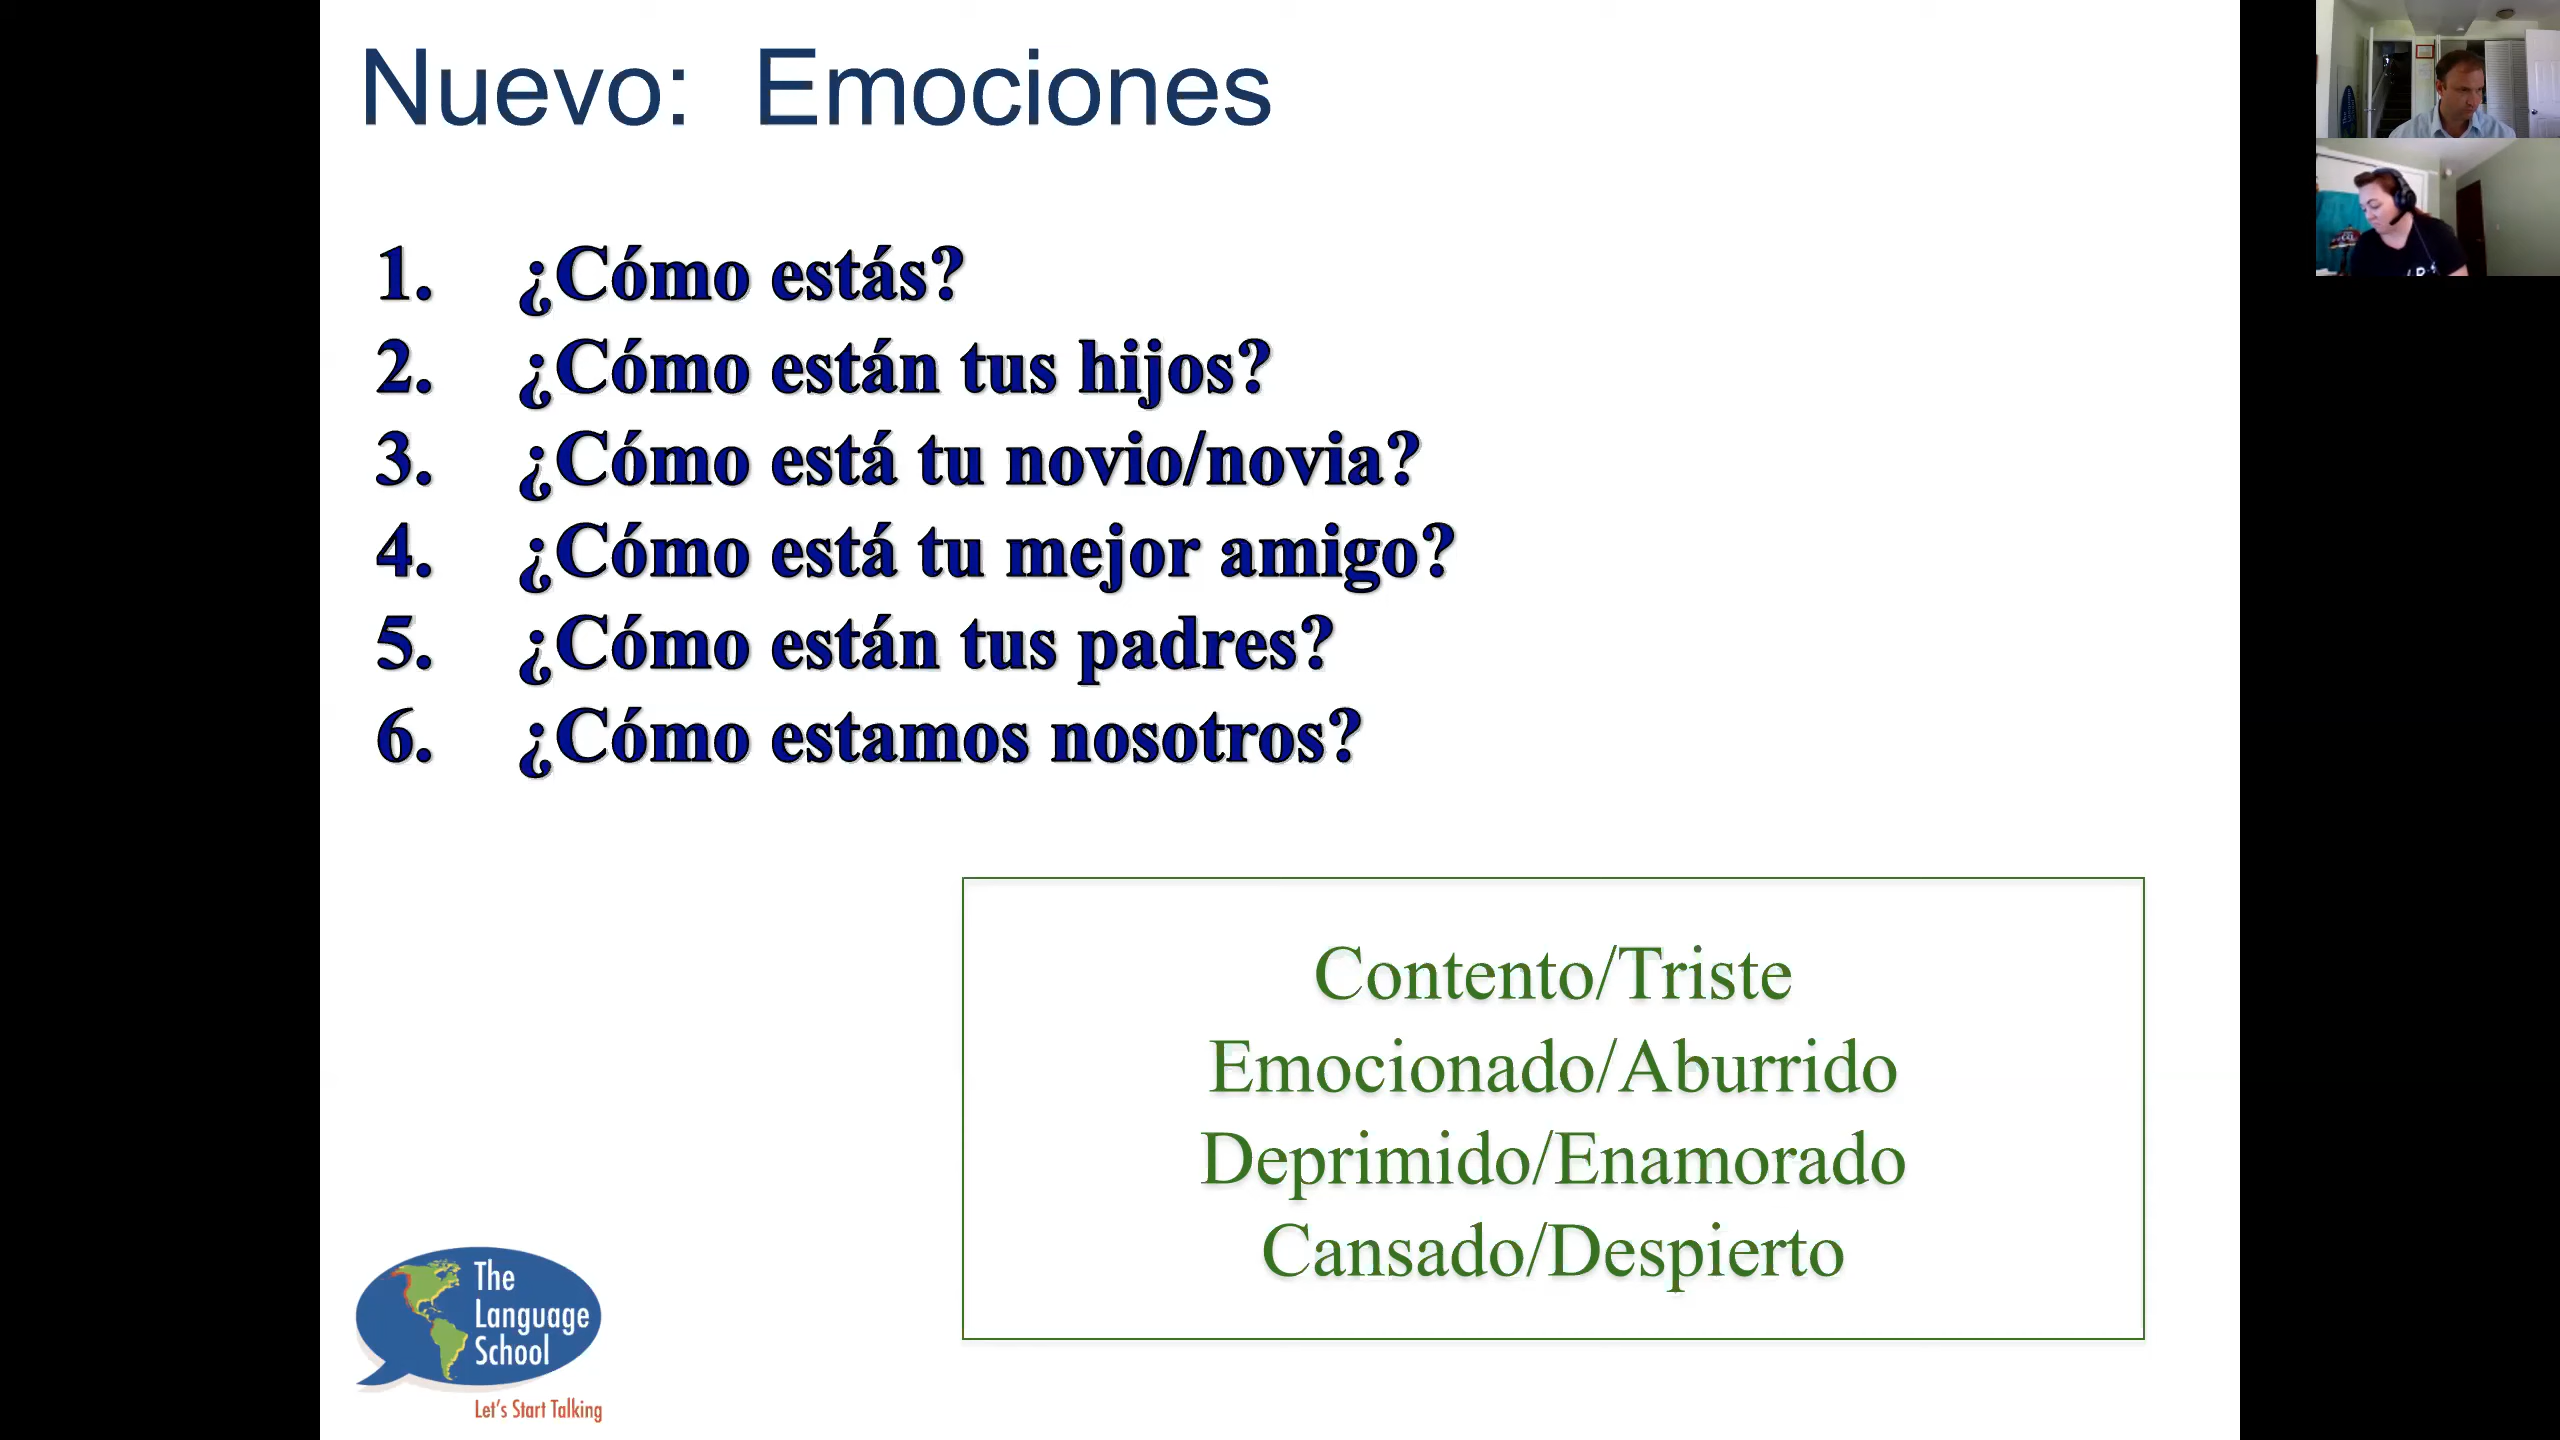 Nuevo: Emociones
1. ¿Cómo estás?
2. ¿Cómo están tus hijos?
3. ¿Cómo está tu novio/novia?
4. ¿Cómo está tu mejor amigo?
5. ¿Cómo están tus padres?
6. ¿Cómo estamos nosotros?
Contento/Triste
Emocionado/Aburrido
Deprimido/Enamorado
Cansado/Despierto
The
Language
School
Let's Start Talking